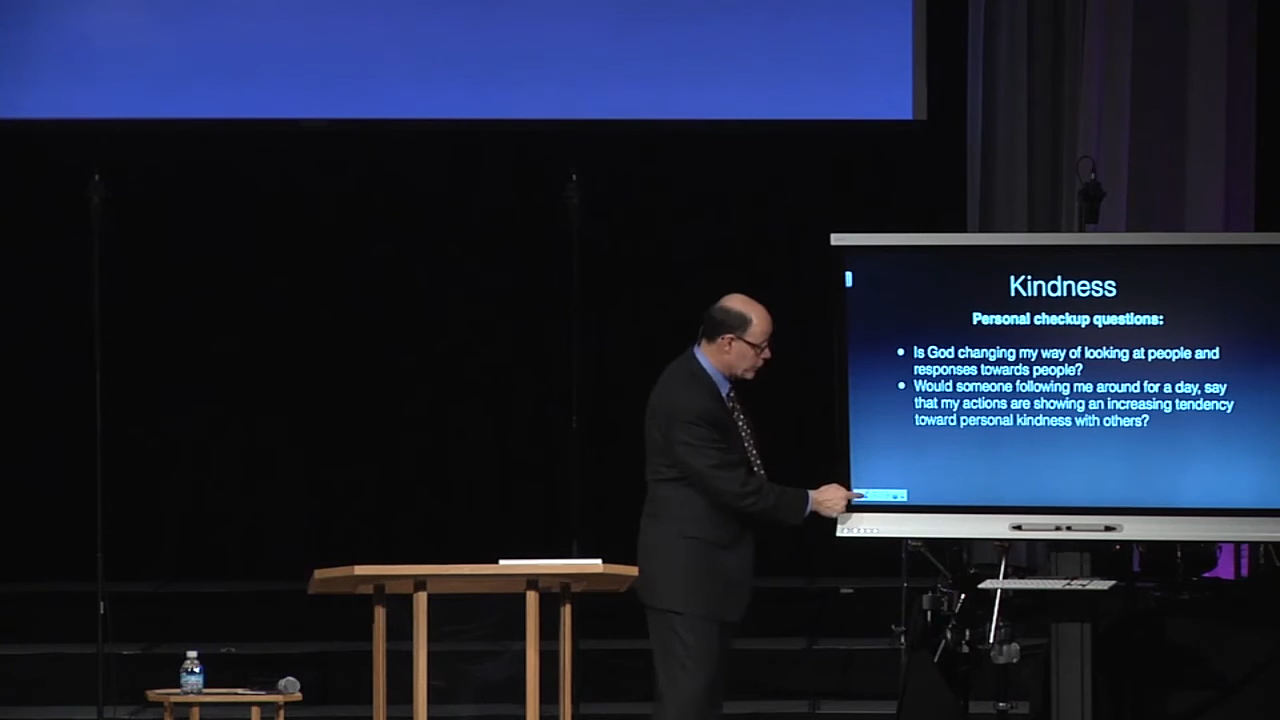 Kindness
Personal checkup questions:
• Is God changing my way of looking at people and
responses towards people?
• Would someone following me around for a day, say
that my actions are showing an increasing tendency
toward personal kindness with others?